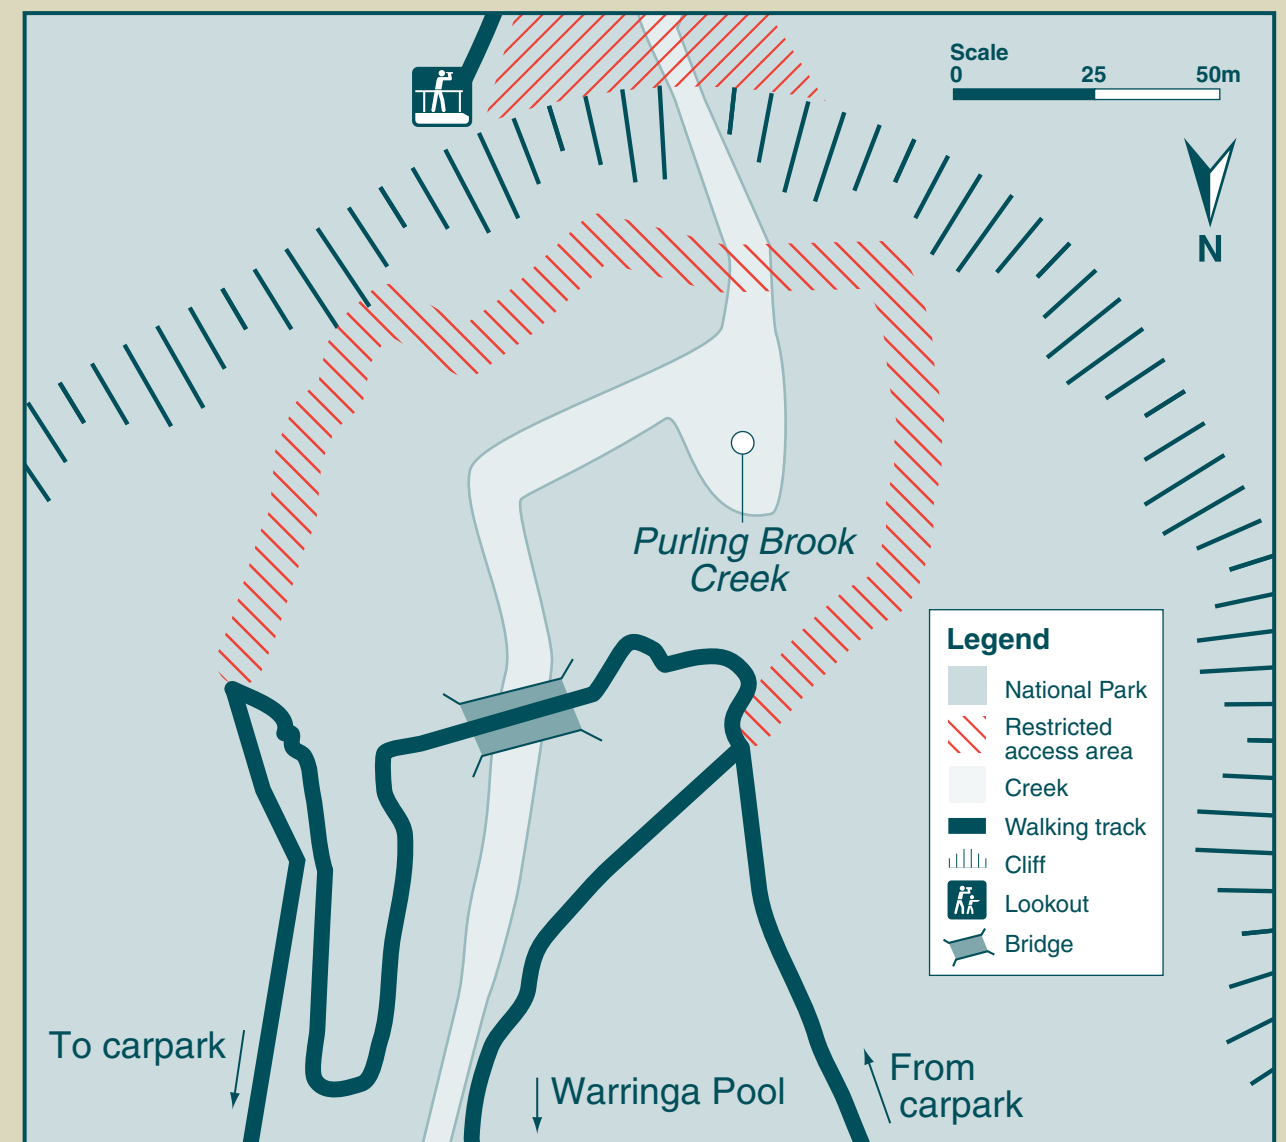 Scale
0 25 50m
N
Purling Brook
Creek
Legend
National Park
Restricted
access area
Creek
Walking track
Cliff
Lookout
Bridge
To carpark
Warringa Pool
From
carpark